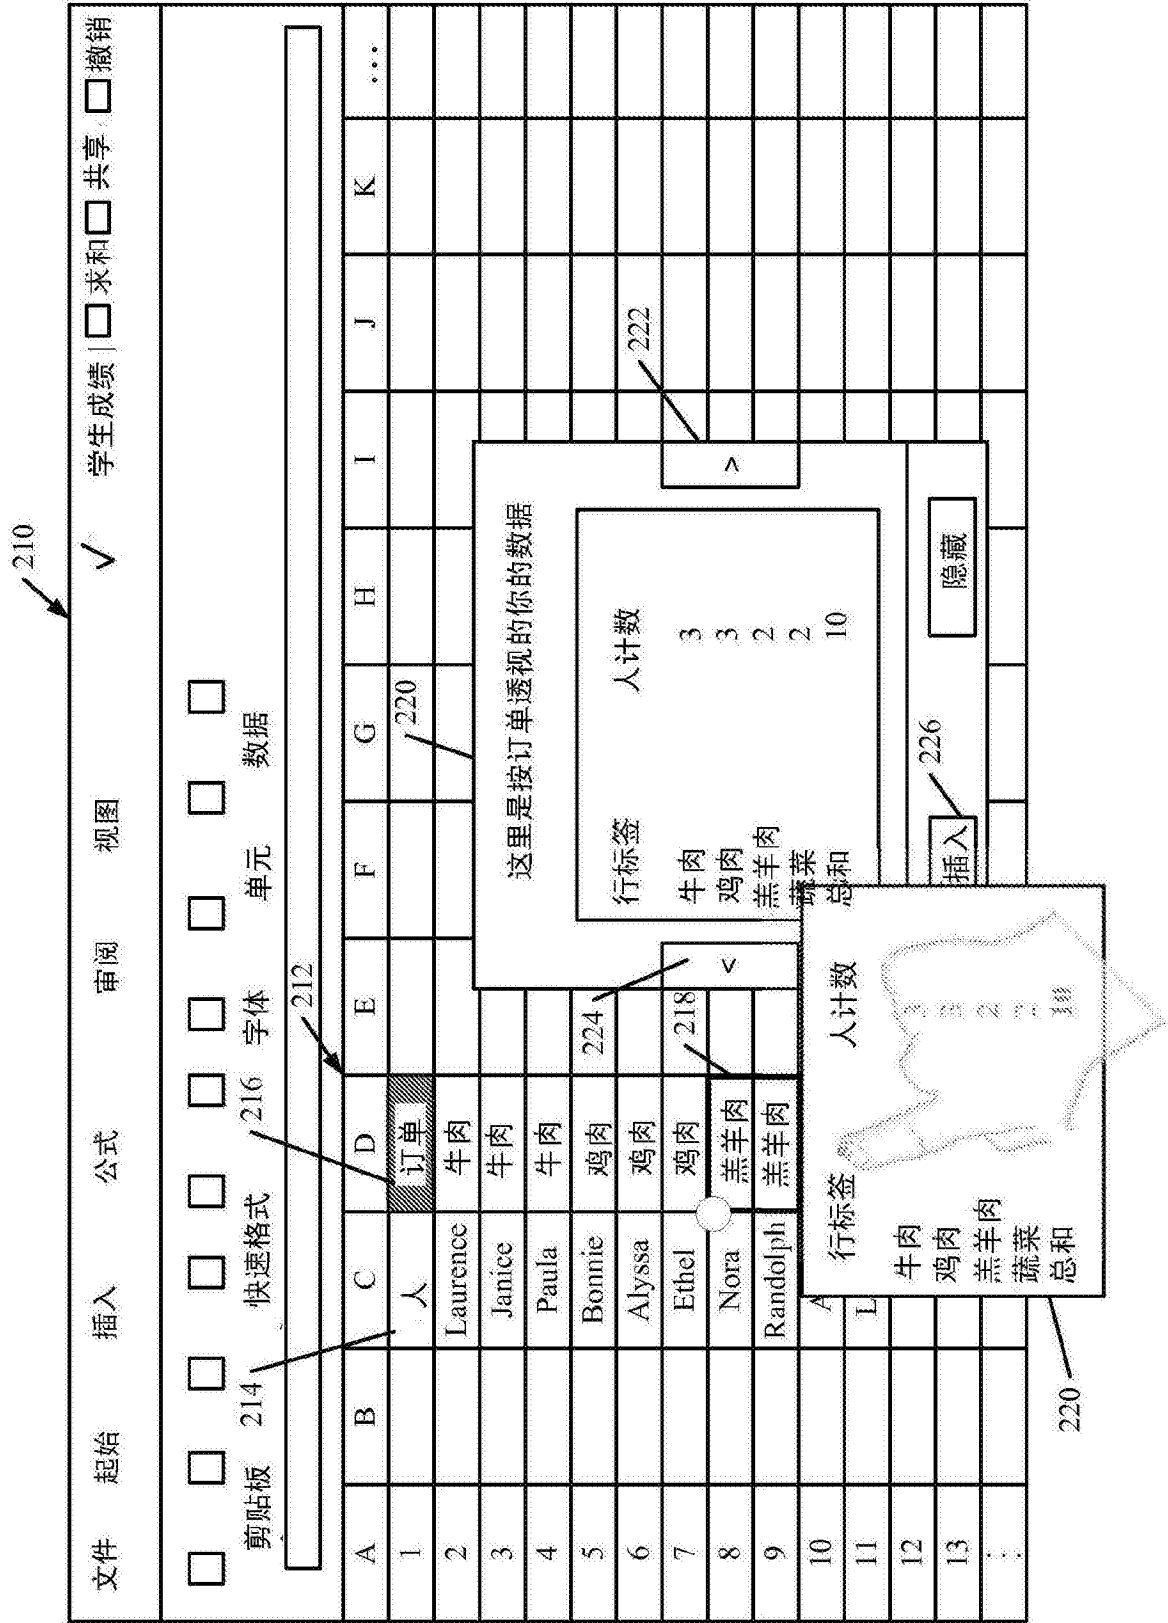 210
文件 起始 插入 公式 审阅 视图 学生成绩 | 求和 共享 撤销
剪贴板 快速格式 字体 单元 数据
214 216 212
A B C D E F G H I J K ...
1 人 订单
220
2 Laurence 牛肉
3 Janice 牛肉
4 Paula 牛肉
5 Bonnie 鸡肉
6 Alyssa 鸡肉
7 Ethel 鸡肉
8 Nora 羔羊肉
9 Randolph 羔羊肉
10 A
11 L
12
13
224
218
222
这里是按订单透视的你的数据
行标签 人计数
牛肉 3
鸡肉 3
羔羊肉 2
蔬菜 2
总和 10
<
>
226
插入 隐藏
行标签 人计数
牛肉 3
鸡肉 3
羔羊肉 2
蔬菜 2
总和 10
220